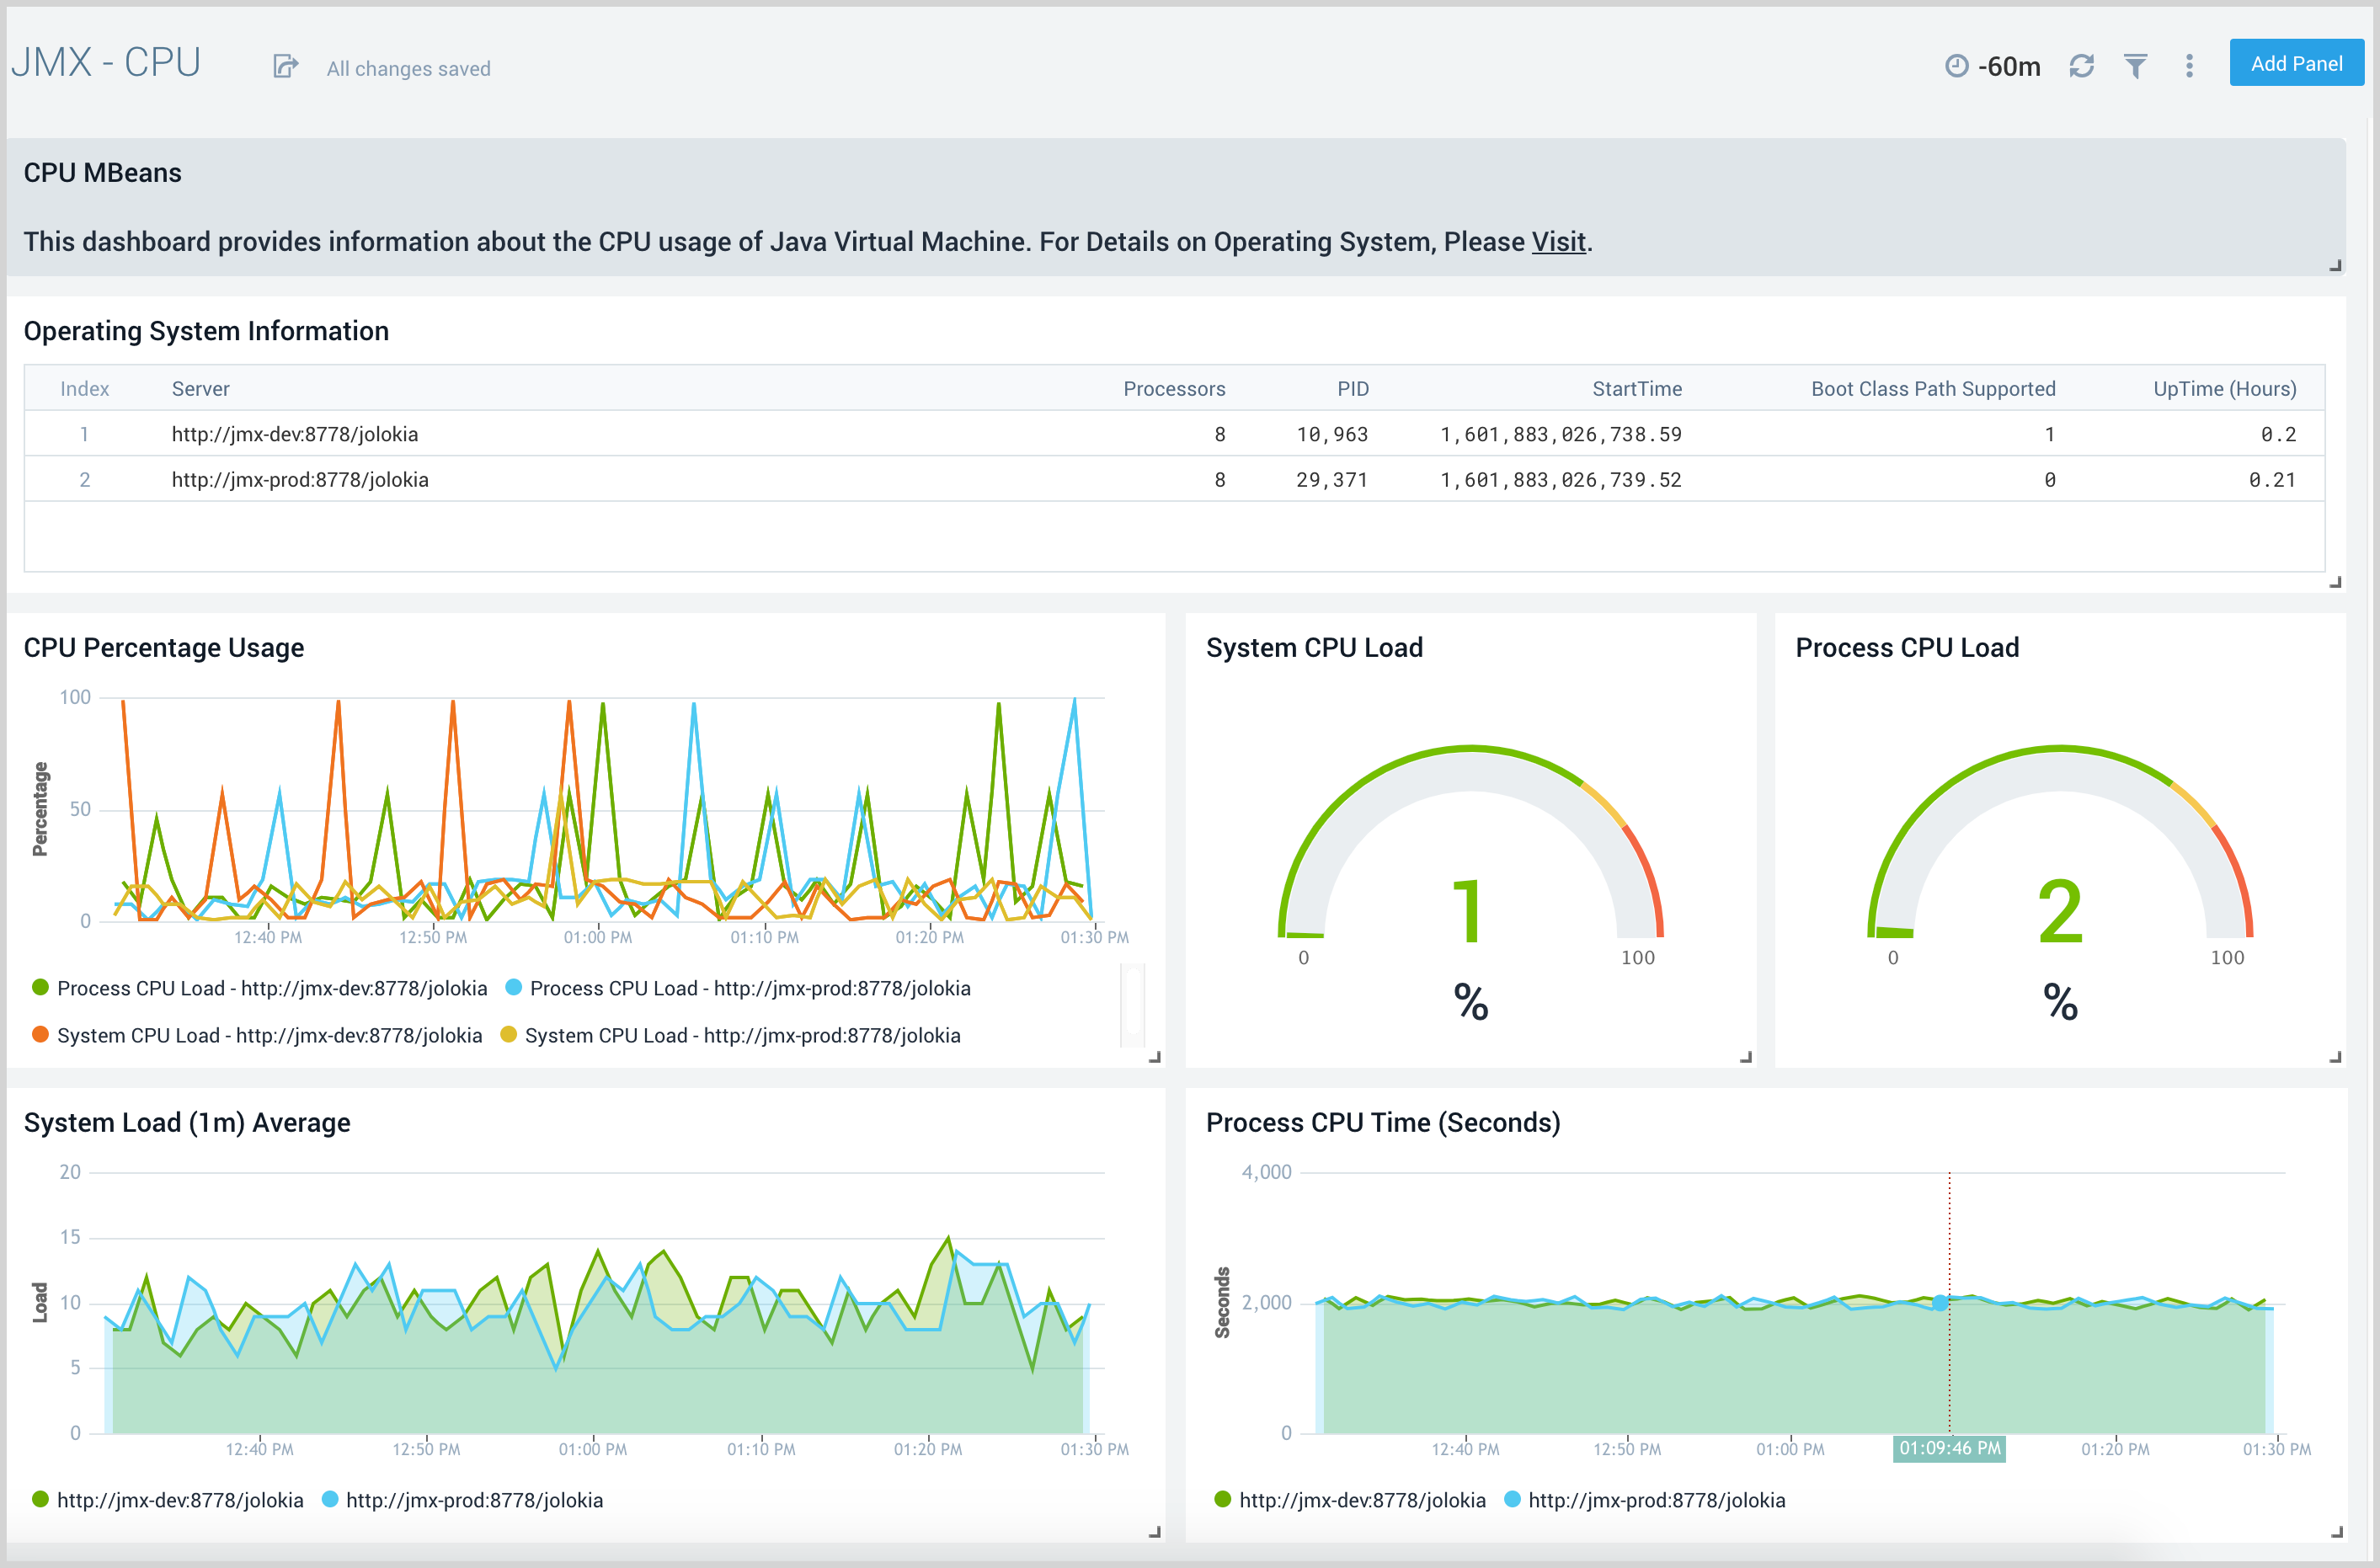 JMX - CPU
All changes saved
-60m
Add Panel
CPU MBeans
This dashboard provides information about the CPU usage of Java Virtual Machine. For Details on Operating System, Please Visit.
Operating System Information
Index Server Processors PID StartTime Boot Class Path Supported UpTime (Hours)
1 http://jmx-dev:8778/jolokia 8 10,963 1,601,883,026,738.59 1 0.2
2 http://jmx-prod:8778/jolokia 8 29,371 1,601,883,026,739.52 0 0.21
CPU Percentage Usage
100
50
0
Percentage
12:40 PM 12:50 PM 01:00 PM 01:10 PM 01:20 PM 01:30 PM
Process CPU Load - http://jmx-dev:8778/jolokia Process CPU Load - http://jmx-prod:8778/jolokia
System CPU Load - http://jmx-dev:8778/jolokia System CPU Load - http://jmx-prod:8778/jolokia
System CPU Load
1
0 100
%
Process CPU Load
2
0 100
%
System Load (1m) Average
20
15
10
5
0
Load
12:40 PM 12:50 PM 01:00 PM 01:10 PM 01:20 PM 01:30 PM
http://jmx-dev:8778/jolokia http://jmx-prod:8778/jolokia
Process CPU Time (Seconds)
4,000
2,000
0
Seconds
12:40 PM 12:50 PM 01:00 PM 01:09:46 PM 01:20 PM 01:30 PM
http://jmx-dev:8778/jolokia http://jmx-prod:8778/jolokia